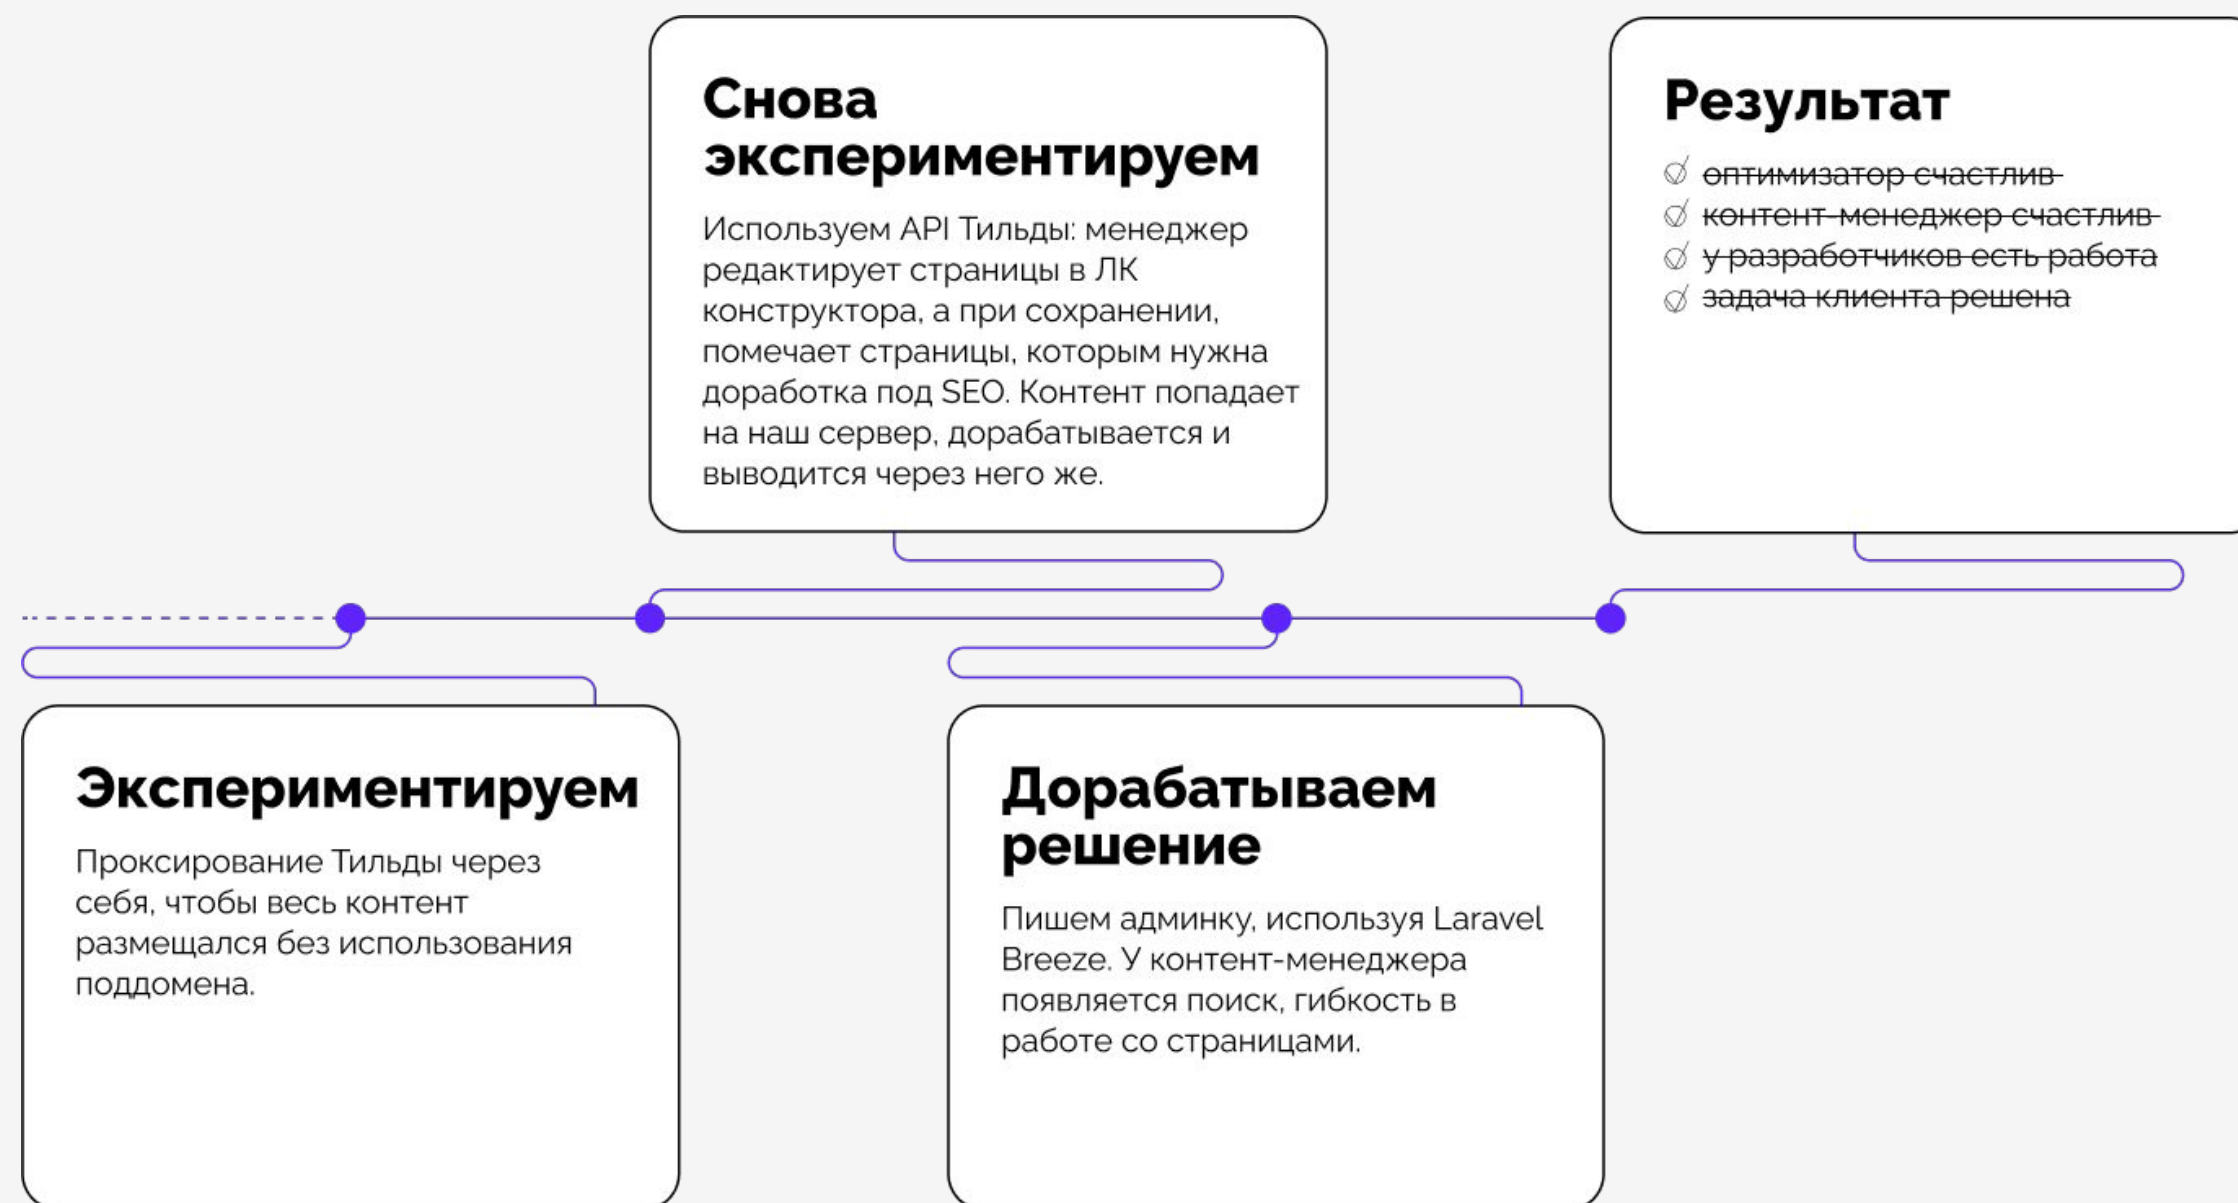 Снова
экспериментируем
Используем API Тильды: менеджер
редактирует страницы в ЛК
конструктора, а при сохранении,
помечает страницы, которым нужна
доработка под SEO. Контент попадает
на наш сервер, дорабатывается и
выводится через него же.
Результат
оптимизатор счастлив
контент-менеджер счастлив
у разработчиков есть работа
задача клиента решена
Экспериментируем
Проксирование Тильды через
себя, чтобы весь контент
размещался без использования
поддомена.
Дорабатываем
решение
Пишем админку, используя Laravel
Breeze. У контент-менеджера
появляется поиск, гибкость в
работе со страницами.